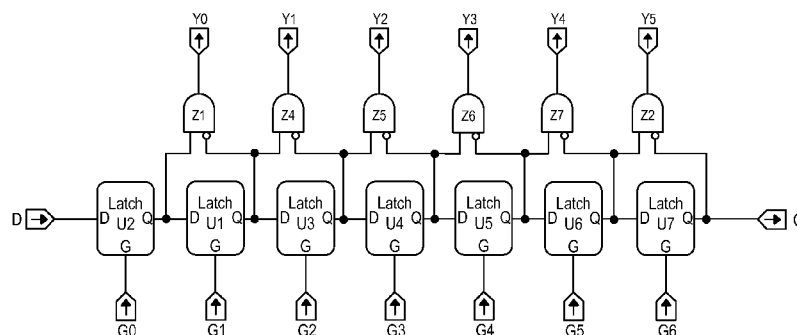 Y0 Y1 Y2 Y3 Y4 Y5
Z1 Z4 Z5 Z6 Z7 Z2
Latch Latch Latch Latch Latch Latch Latch
D D U2 Q D U1 Q D U3 Q D U4 Q D U5 Q D U6 Q D U7 Q
G G G G G G G
G0 G1 G2 G3 G4 G5 G6